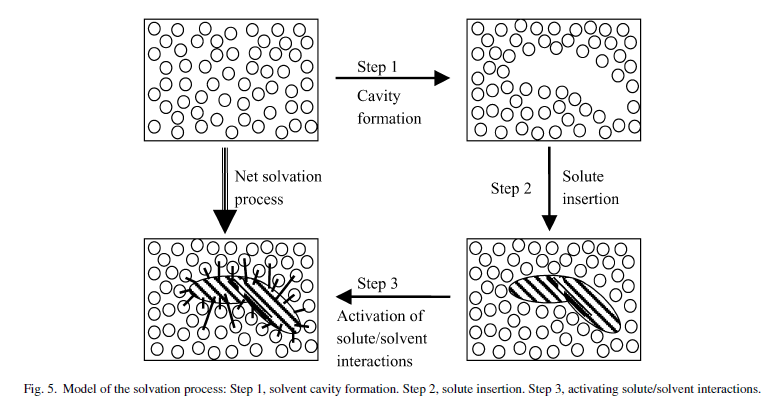 Step 1
Cavity
formation
Net solvation
process
Step 2
Solute
insertion
Step 3
Activation of
solute/solvent
interactions
Fig. 5. Model of the solvation process: Step 1, solvent cavity formation. Step 2, solute insertion. Step 3, activating solute/solvent interactions.